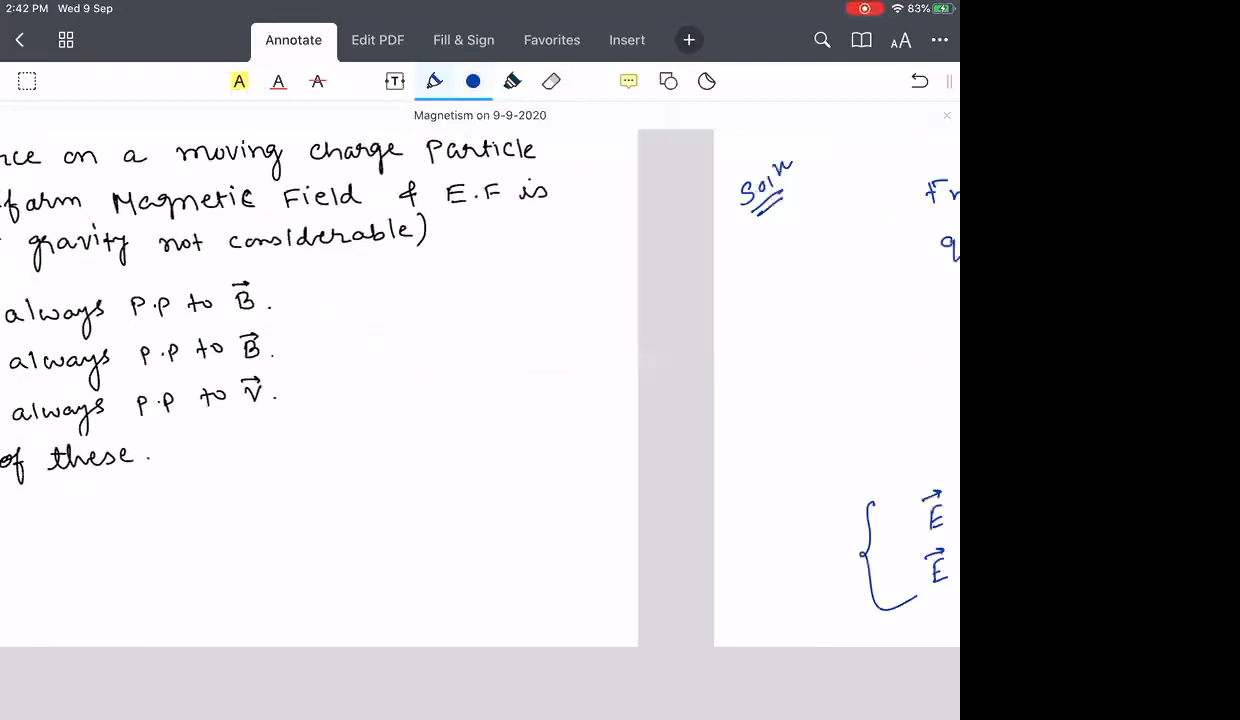 2:42 PM Wed 9 Sep
83%
Annotate Edit PDF Fill & Sign Favorites Insert
Magnetism on 9-9-2020
nce on a moving charge Particle
farm Magnetic Field & E.F is
gravity not considerable)
always P.P to B.
always P.P to B.
always P.P to V.
of these.
Soln
E
E